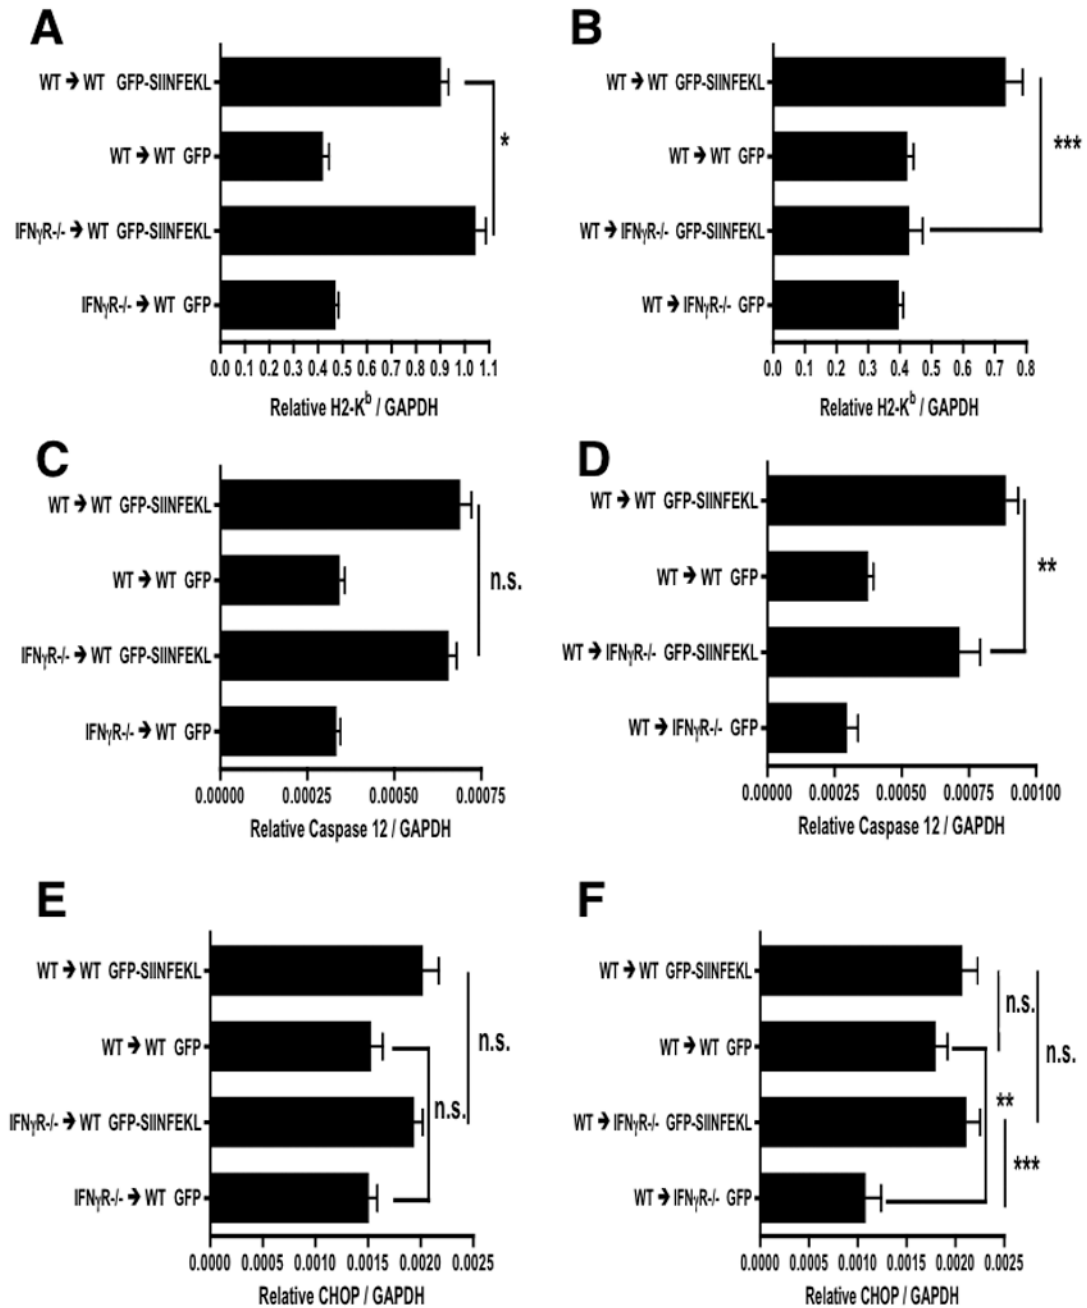 A
WT ➔ WT GFP-SIINFEKL
WT ➔ WT GFP
IFNγR-/- ➔ WT GFP-SIINFEKL
IFNγR-/- ➔ WT GFP
*
0.0 0.1 0.2 0.3 0.4 0.5 0.6 0.7 0.8 0.9 1.0 1.1
Relative H2-Kᵇ / GAPDH
B
WT ➔ WT GFP-SIINFEKL
WT ➔ WT GFP
WT ➔ IFNγR-/- GFP-SIINFEKL
WT ➔ IFNγR-/- GFP
***
0.0 0.1 0.2 0.3 0.4 0.5 0.6 0.7 0.8
Relative H2-Kᵇ / GAPDH
C
WT ➔ WT GFP-SIINFEKL
WT ➔ WT GFP
IFNγR-/- ➔ WT GFP-SIINFEKL
IFNγR-/- ➔ WT GFP
n.s.
0.00000 0.00025 0.00050 0.00075
Relative Caspase 12 / GAPDH
D
WT ➔ WT GFP-SIINFEKL
WT ➔ WT GFP
WT ➔ IFNγR-/- GFP-SIINFEKL
WT ➔ IFNγR-/- GFP
**
0.00000 0.00025 0.00050 0.00075 0.00100
Relative Caspase 12 / GAPDH
E
WT ➔ WT GFP-SIINFEKL
WT ➔ WT GFP
IFNγR-/- ➔ WT GFP-SIINFEKL
IFNγR-/- ➔ WT GFP
n.s.
n.s.
0.0000 0.0005 0.0010 0.0015 0.0020 0.0025
Relative CHOP / GAPDH
F
WT ➔ WT GFP-SIINFEKL
WT ➔ WT GFP
WT ➔ IFNγR-/- GFP-SIINFEKL
WT ➔ IFNγR-/- GFP
n.s.
n.s.
**
***
0.0000 0.0005 0.0010 0.0015 0.0020 0.0025
Relative CHOP / GAPDH